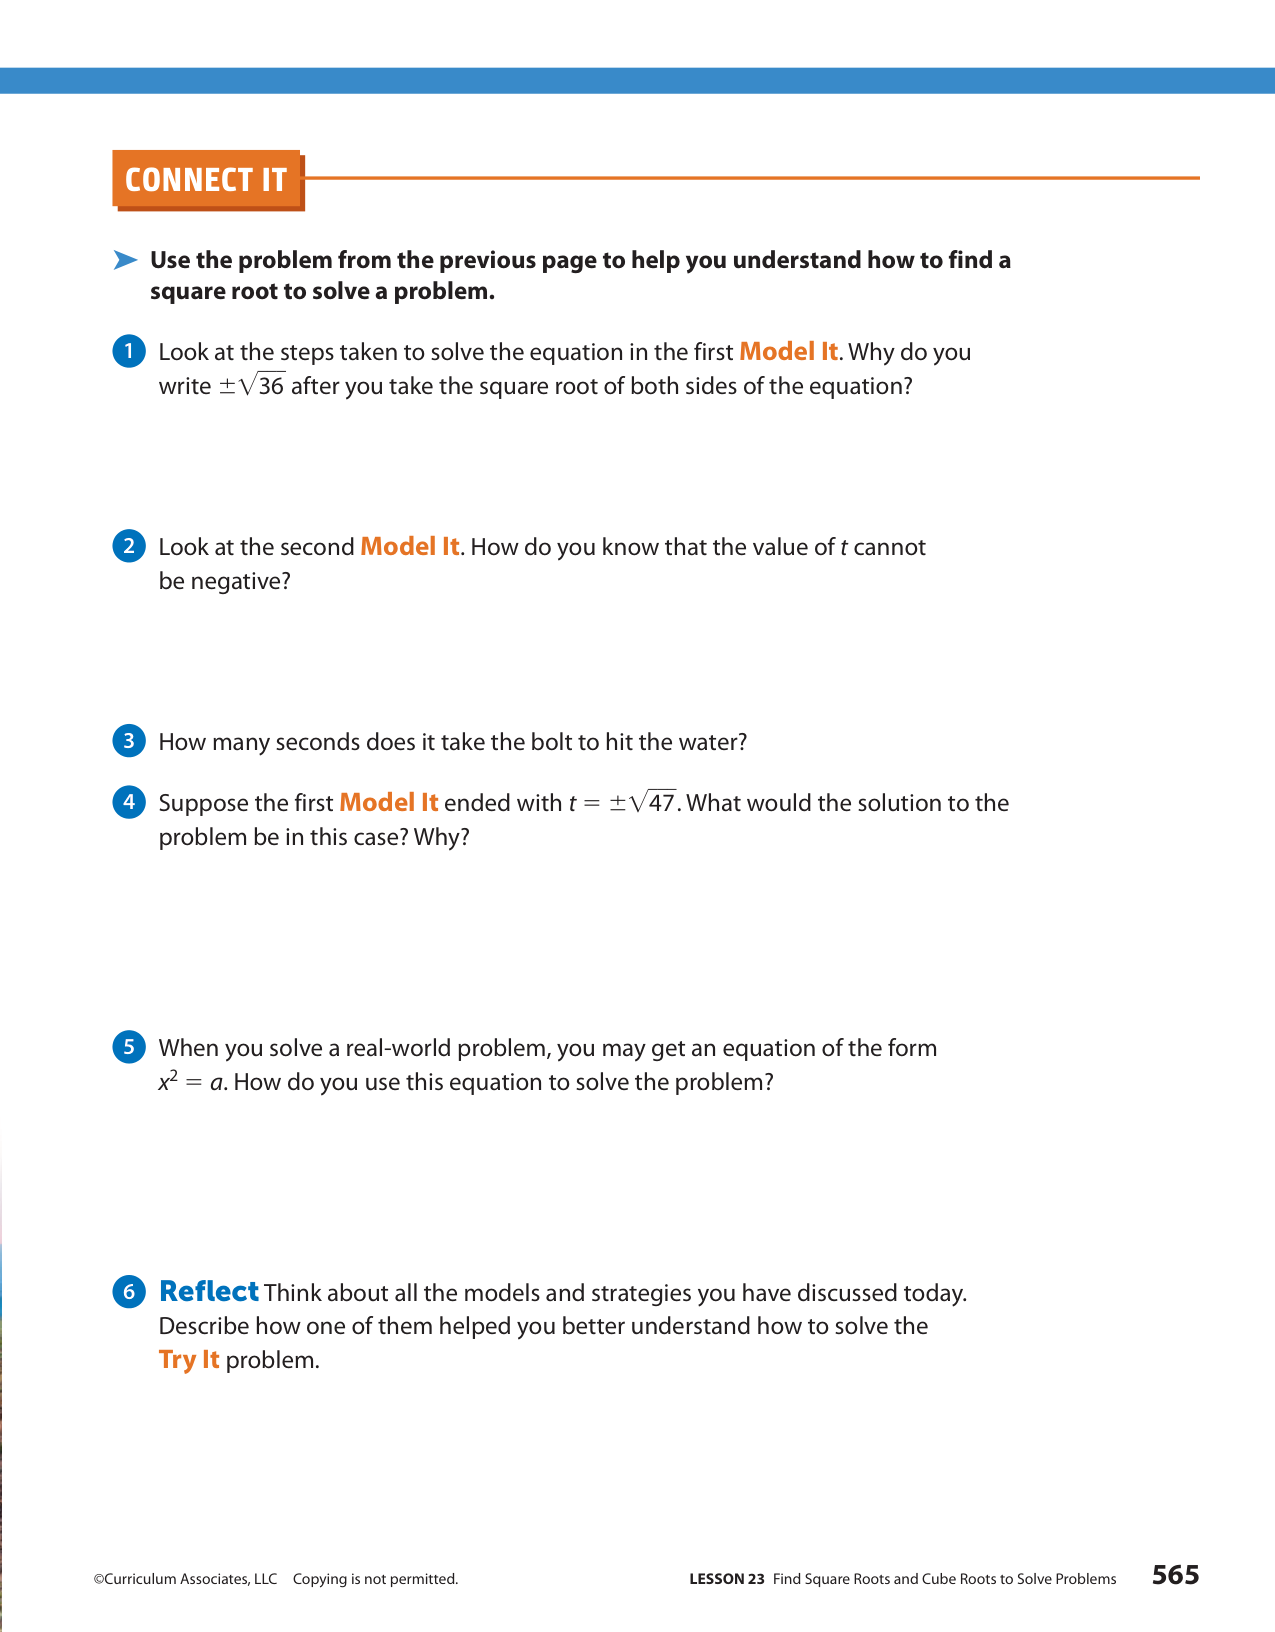 CONNECT IT
➤ Use the problem from the previous page to help you understand how to find a
square root to solve a problem.
1 Look at the steps taken to solve the equation in the first Model It. Why do you
write ±√36 after you take the square root of both sides of the equation?
2 Look at the second Model It. How do you know that the value of t cannot
be negative?
3 How many seconds does it take the bolt to hit the water?
4 Suppose the first Model It ended with t = ±√47. What would the solution to the
problem be in this case? Why?
5 When you solve a real-world problem, you may get an equation of the form
x² = a. How do you use this equation to solve the problem?
6 Reflect Think about all the models and strategies you have discussed today.
Describe how one of them helped you better understand how to solve the
Try It problem.
©Curriculum Associates, LLC Copying is not permitted. LESSON 23 Find Square Roots and Cube Roots to Solve Problems 565